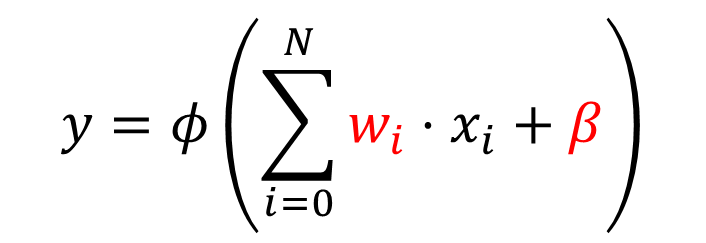 y = ϕ (∑_{i=0}^{N} w_i · x_i + β)